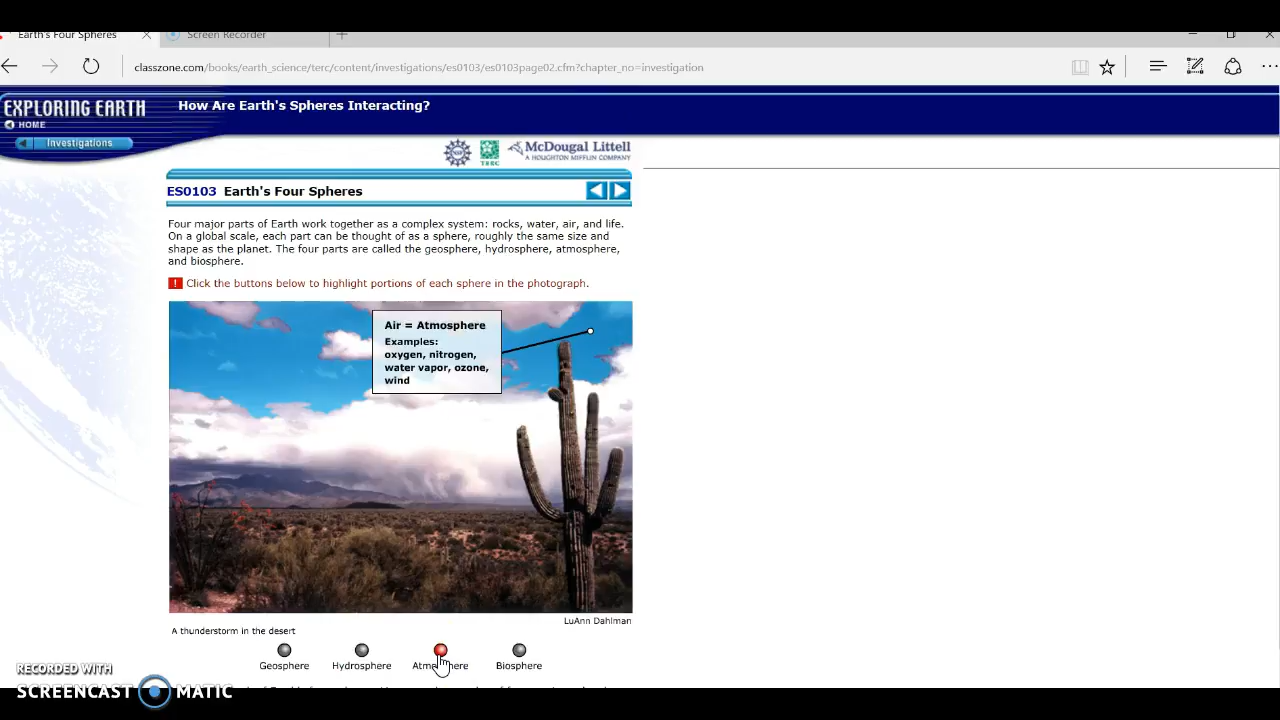 Earth's Four Spheres
Screen Recorder
classzone.com/books/earth_science/terc/content/investigations/es0103/es0103page02.cfm?chapter_no=investigation
EXPLORING EARTH
HOME
Investigations
How Are Earth's Spheres Interacting?
NSF
TERC
McDougal Littell
A HOUGHTON MIFFLIN COMPANY
ES0103 Earth's Four Spheres
Four major parts of Earth work together as a complex system: rocks, water, air, and life.
On a global scale, each part can be thought of as a sphere, roughly the same size and
shape as the planet. The four parts are called the geosphere, hydrosphere, atmosphere,
and biosphere.
! Click the buttons below to highlight portions of each sphere in the photograph.
Air = Atmosphere
Examples:
oxygen, nitrogen,
water vapor, ozone,
wind
LuAnn Dahlman
A thunderstorm in the desert
Geosphere Hydrosphere Atmosphere Biosphere
RECORDED WITH
SCREENCAST MATIC